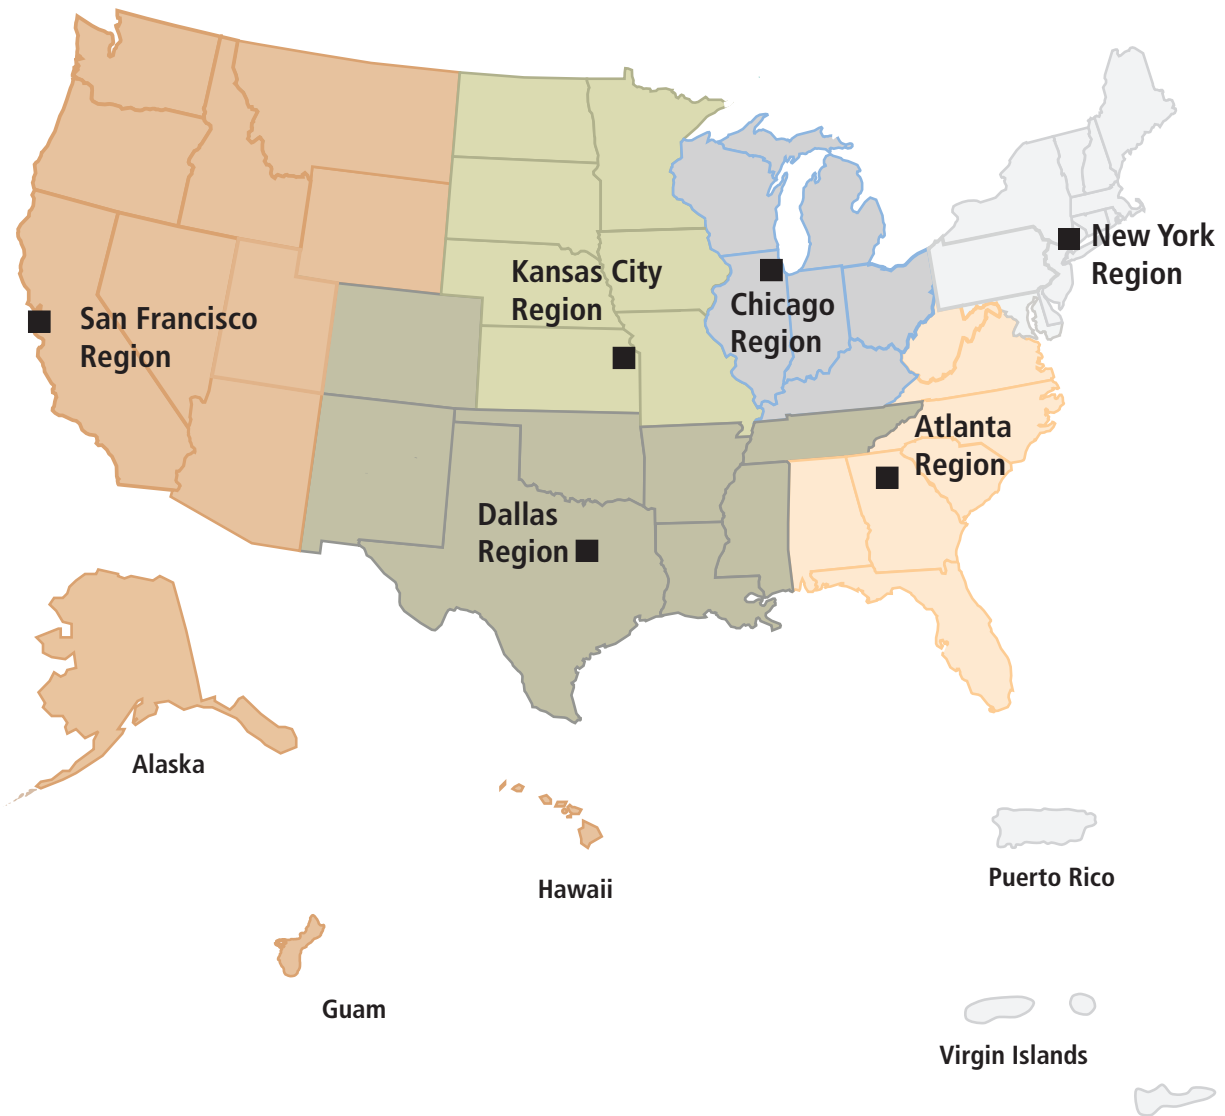 New York
Region
Kansas City
Region
Chicago
Region
San Francisco
Region
Atlanta
Region
Dallas
Region
Alaska
Hawaii
Puerto Rico
Guam
Virgin Islands